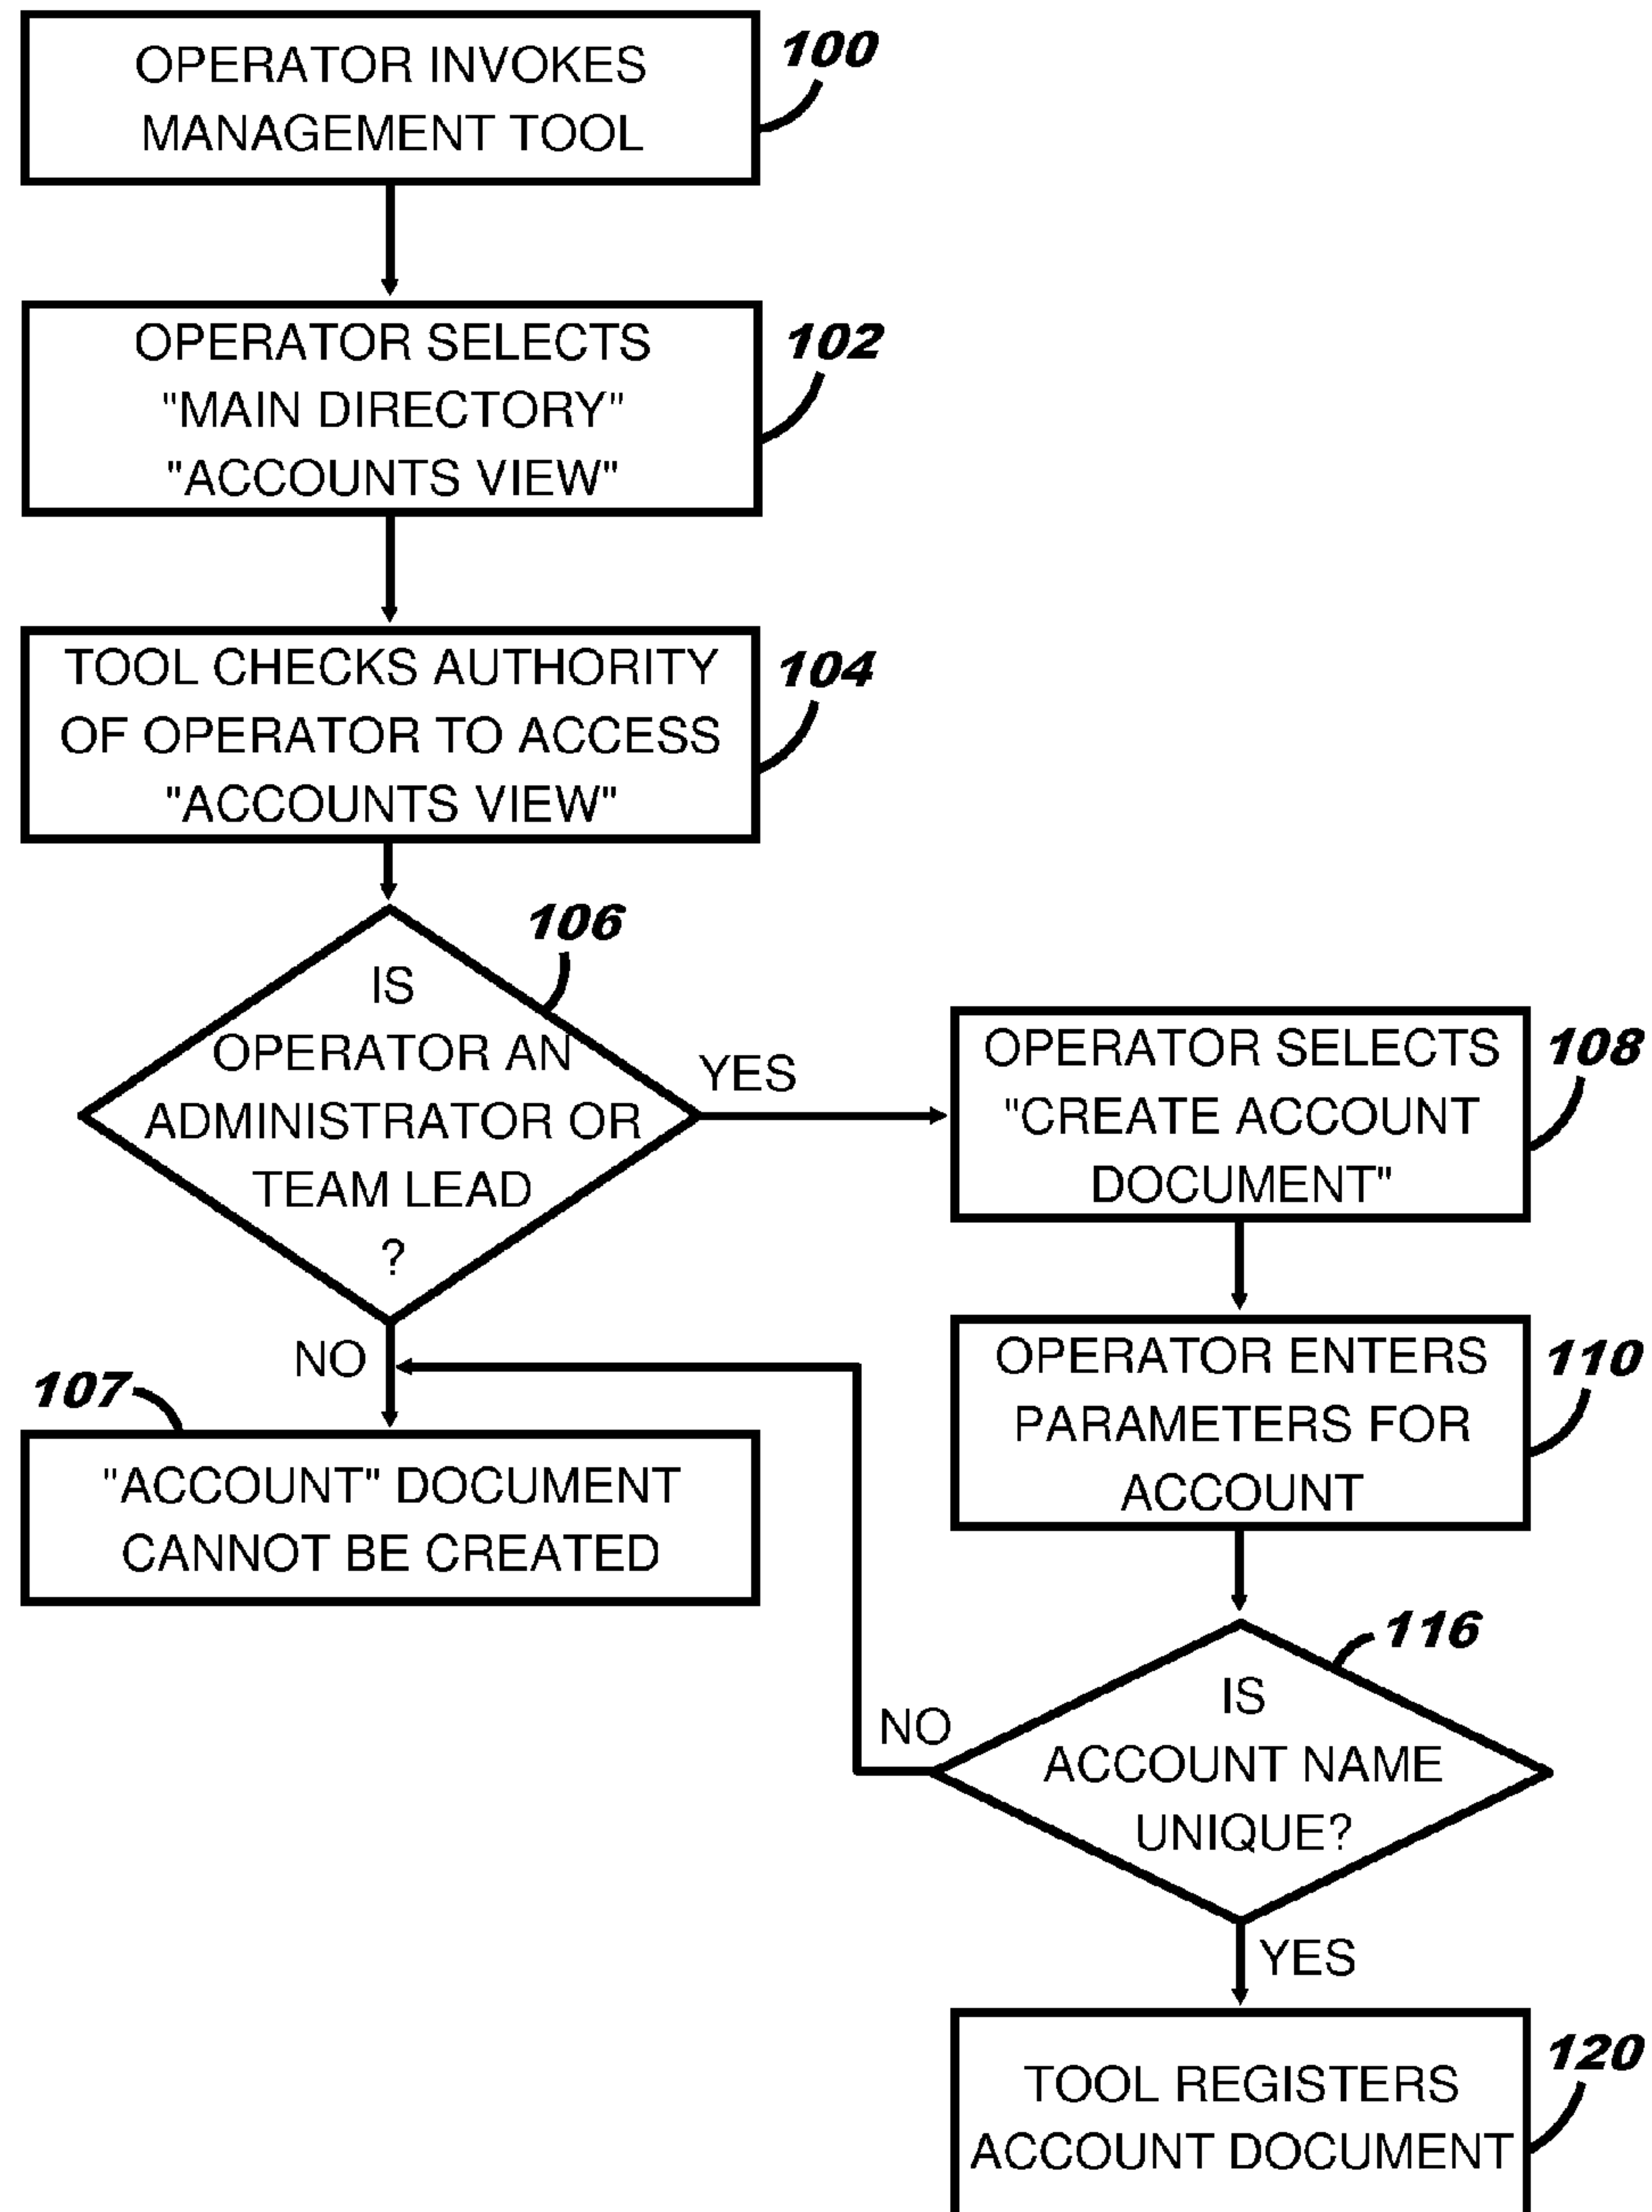 OPERATOR INVOKES
MANAGEMENT TOOL
100
OPERATOR SELECTS
"MAIN DIRECTORY"
"ACCOUNTS VIEW"
102
TOOL CHECKS AUTHORITY
OF OPERATOR TO ACCESS
"ACCOUNTS VIEW"
104
106
IS
OPERATOR AN
ADMINISTRATOR OR
TEAM LEAD
?
YES
OPERATOR SELECTS
"CREATE ACCOUNT
DOCUMENT"
108
NO
107
"ACCOUNT" DOCUMENT
CANNOT BE CREATED
OPERATOR ENTERS
PARAMETERS FOR
ACCOUNT
110
116
IS
ACCOUNT NAME
UNIQUE?
NO
YES
TOOL REGISTERS
ACCOUNT DOCUMENT
120